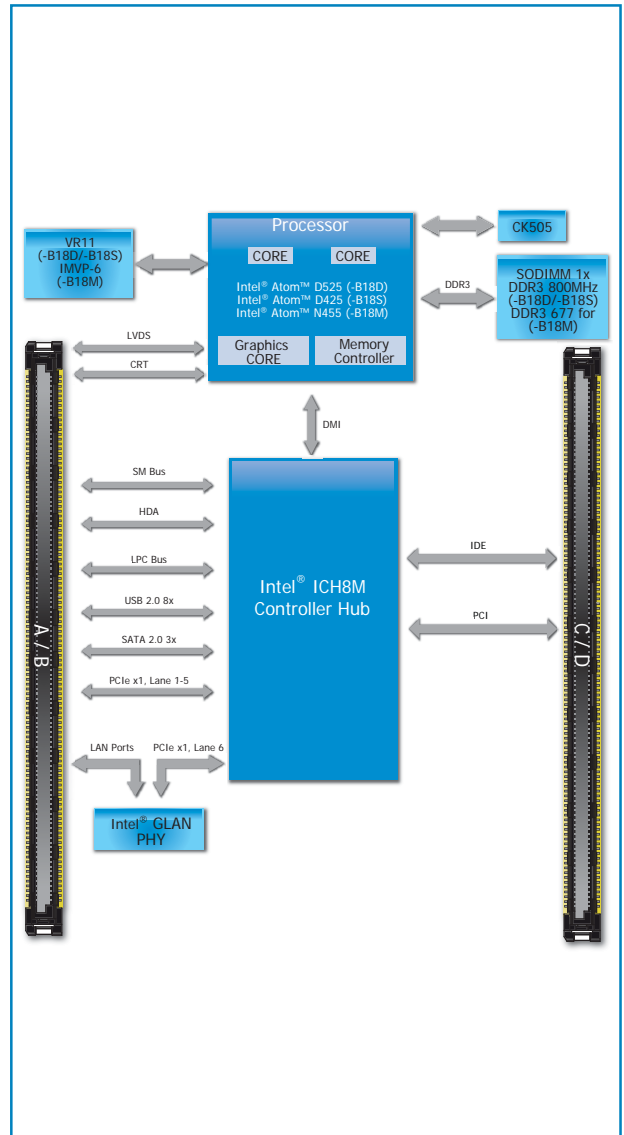 Processor
CORE
CORE
Intel® Atom™ D525 (-B18D)
Intel® Atom™ D425 (-B18S)
Intel® Atom™ N455 (-B18M)
Graphics
CORE
Memory
Controller
VR11
(-B18D/-B18S)
IMVP-6
(-B18M)
CK505
DDR3
SODIMM 1x
DDR3 800MHz
(-B18D/-B18S)
DDR3 677 for
(-B18M)
LVDS
CRT
DMI
SM Bus
HDA
LPC Bus
USB 2.0 8x
SATA 2.0 3x
PCIe x1, Lane 1-5
LAN Ports
PCIe x1, Lane 6
Intel® ICH8M
Controller Hub
IDE
PCI
A / B
C / D
Intel® GLAN
PHY